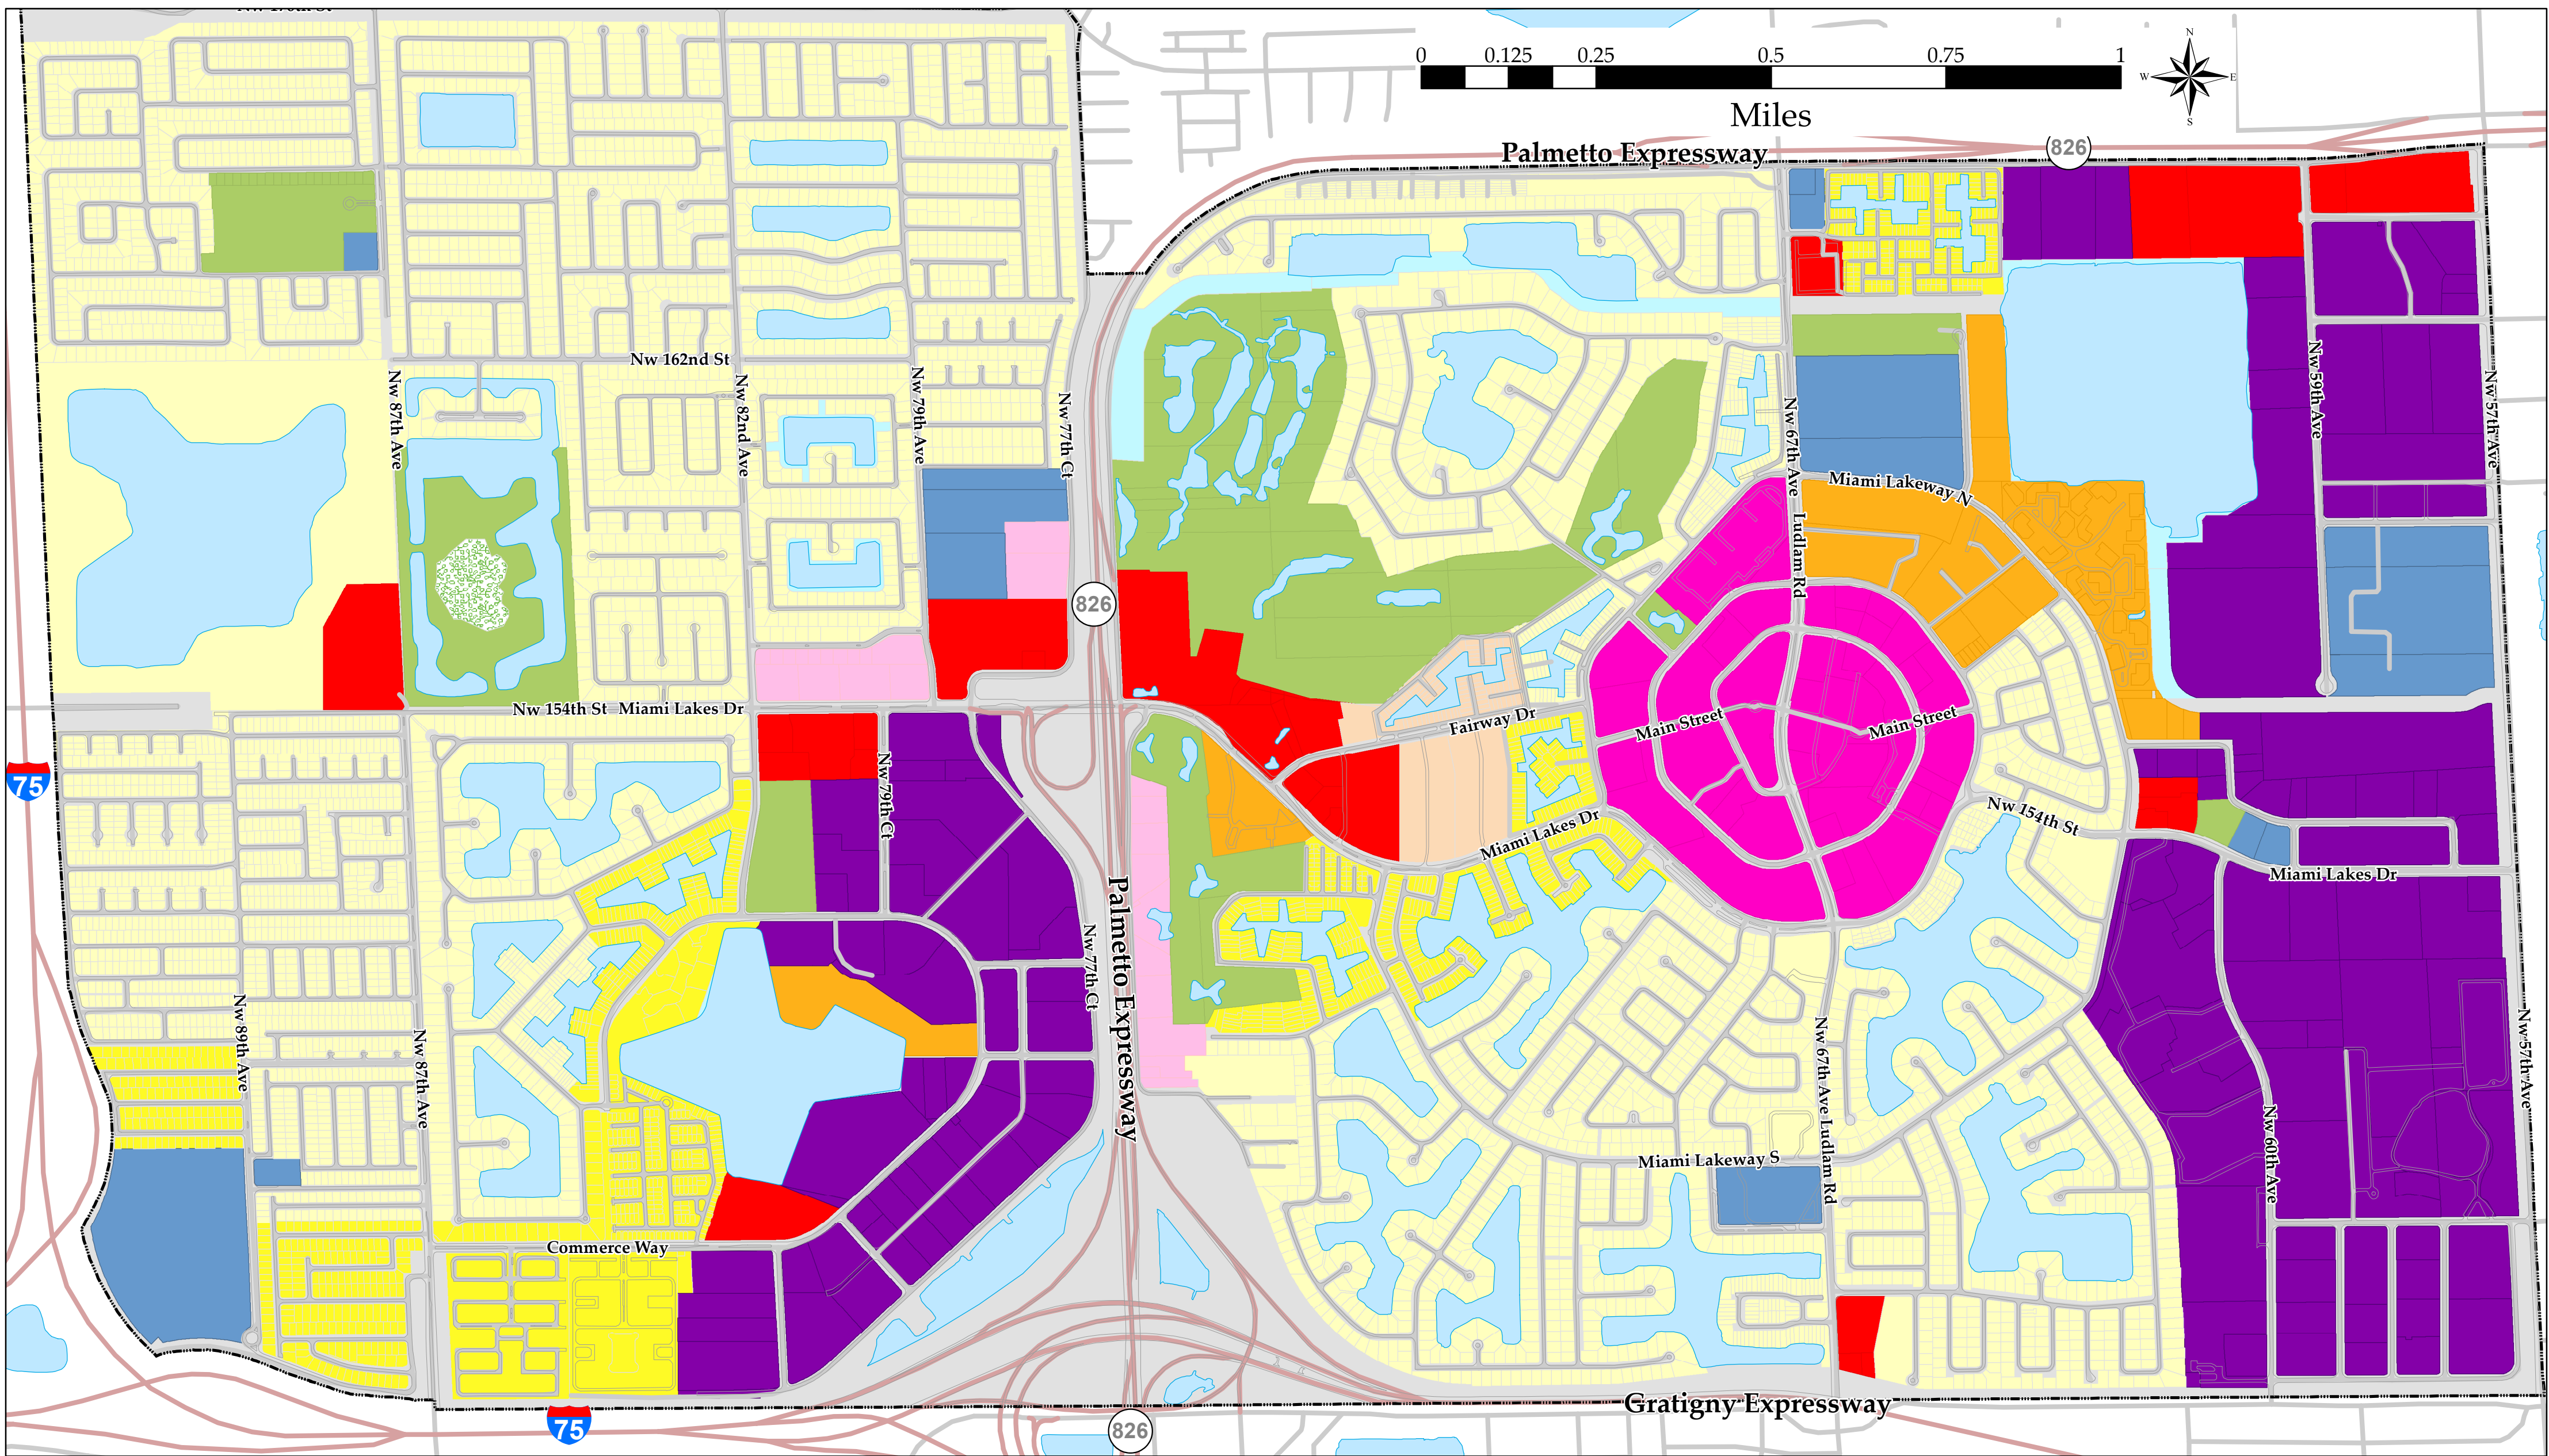 0 0.125 0.25 0.5 0.75 1
Miles
N
W E
S
Palmetto Expressway
826
Nw 162nd St
Nw 87th Ave
Nw 82nd Ave
Nw 79th Ave
Nw 77th Ct
Nw 67th Ave
Ludlam Rd
Miami Lakeway N
Nw 59th Ave
Nw 57th Ave
826
Nw 154th St Miami Lakes Dr
Fairway Dr
Main Street
Main Street
75
Nw 79th Ct
Miami Lakes Dr
Nw 154th St
Miami Lakes Dr
Palmetto Expressway
Nw 77th Ct
Nw 89th Ave
Nw 87th Ave
Nw 67th Ave Ludlam Rd
Nw 57th Ave
Nw 60th Ave
Miami Lakeway S
Commerce Way
Gratigny Expressway
75
826